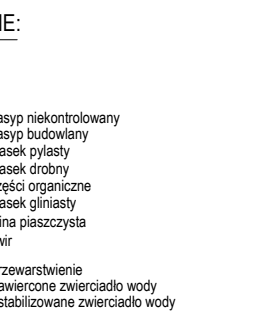 IE:
asyp niekontrolowany
asyp budowlany
asek pylasty
asek drobny
zęści organiczne
asek gliniasty
ina piaszczysta
wir
rzewarstwienie
awiercone zwierciadło wody
stabilizowane zwierciadło wody